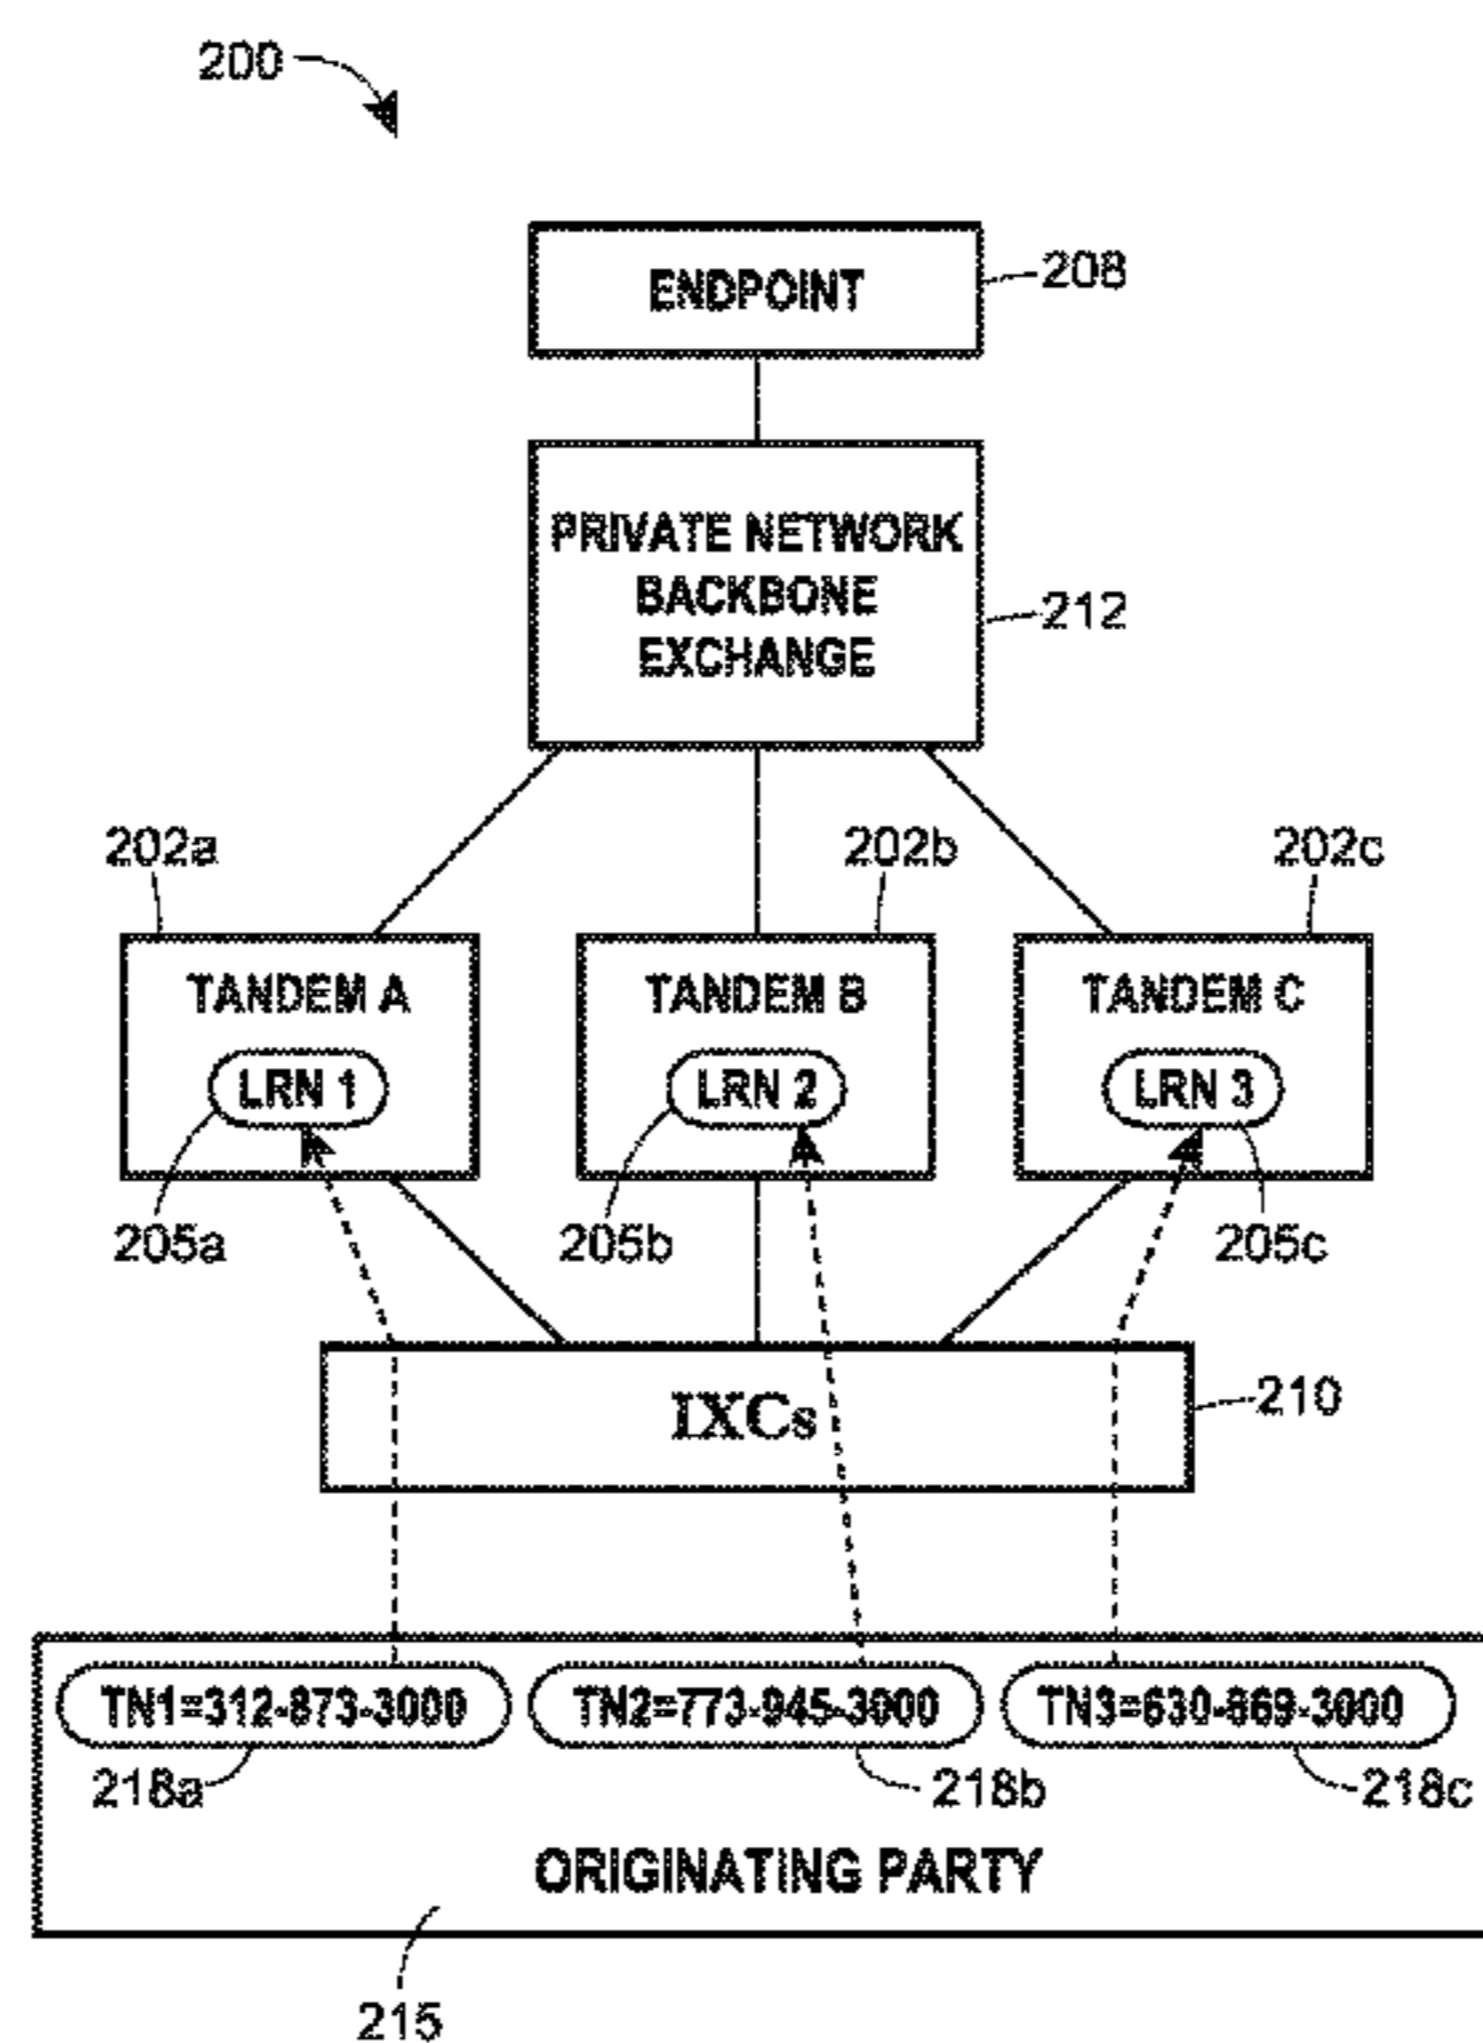 200
ENDPOINT
208
PRIVATE NETWORK
BACKBONE
EXCHANGE
212
202a
202b
202c
TANDEM A
TANDEM B
TANDEM C
LRN 1
LRN 2
LRN 3
205a
205b
205c
IXCs
210
TN1=312-873-3000
TN2=773-945-3000
TN3=630-869-3000
218a
218b
218c
ORIGINATING PARTY
215